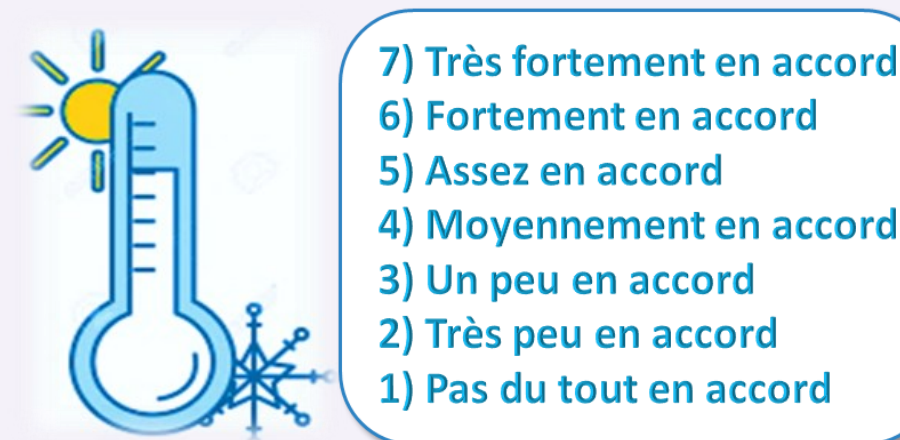 7) Très fortement en accord
6) Fortement en accord
5) Assez en accord
4) Moyennement en accord
3) Un peu en accord
2) Très peu en accord
1) Pas du tout en accord